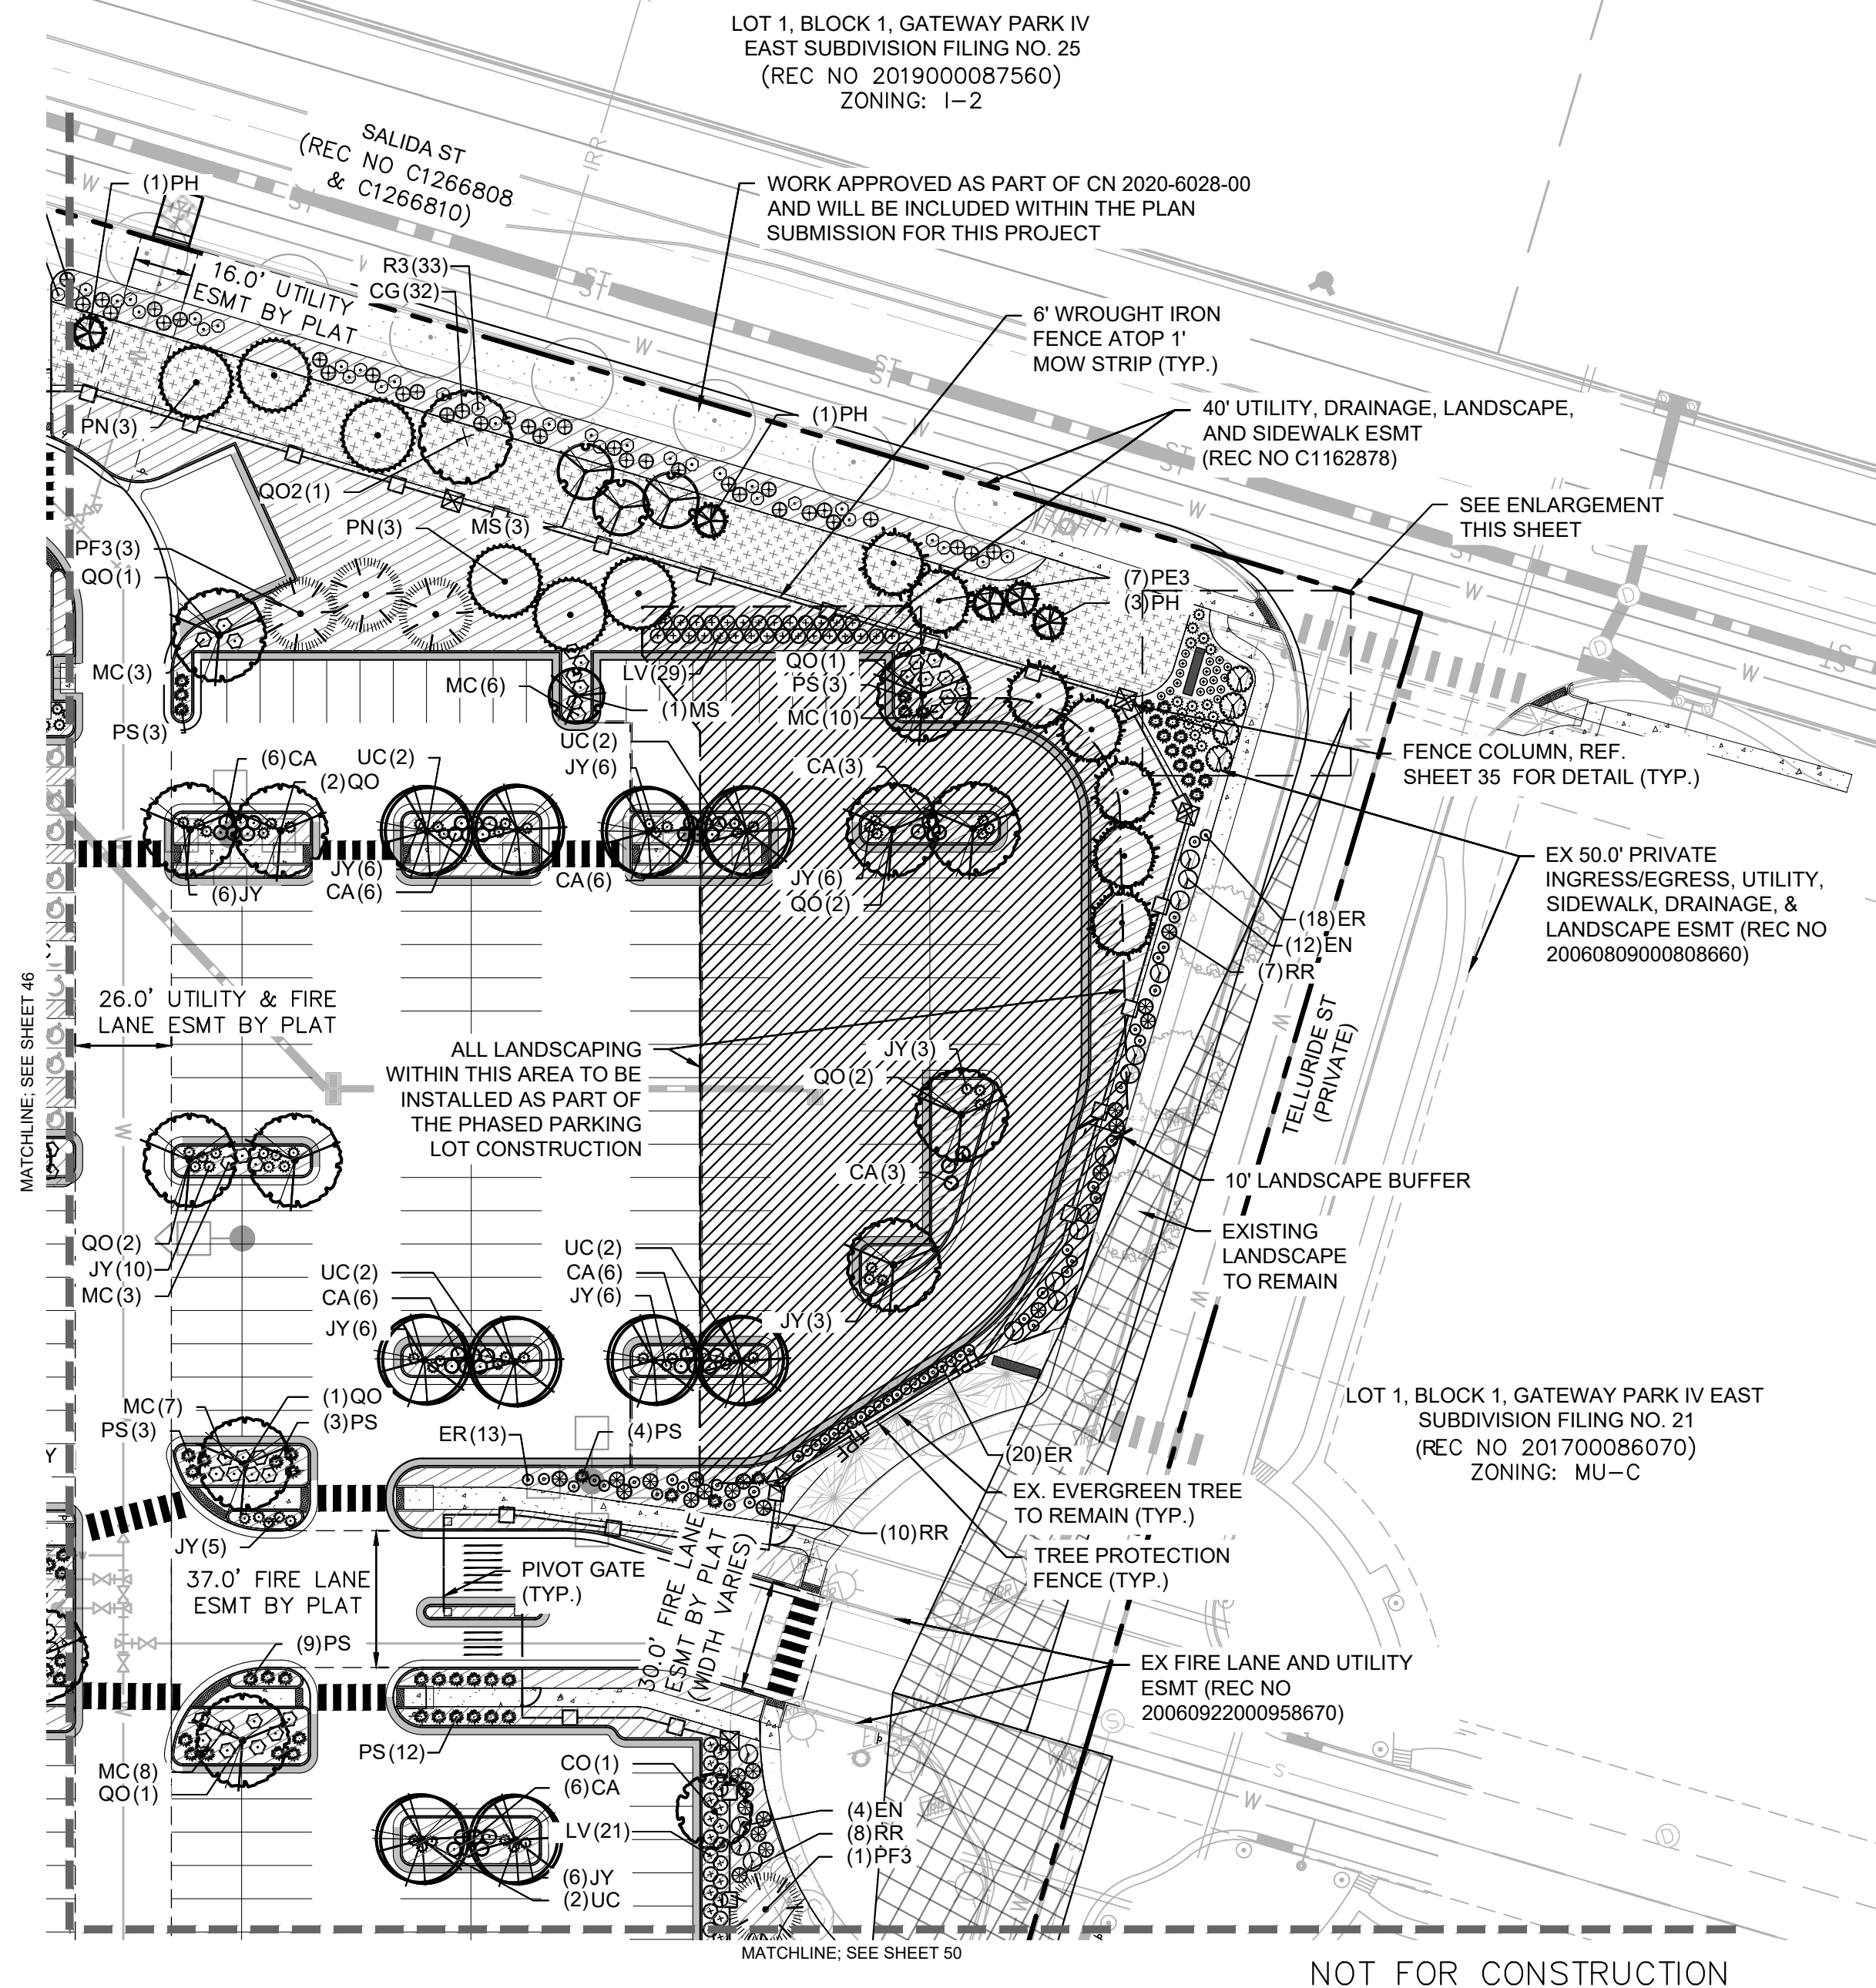 LOT 1, BLOCK 1, GATEWAY PARK IV
EAST SUBDIVISION FILING NO. 25
(REC NO 2019000087560)
ZONING: I-2
SALIDA ST
(REC NO C1266808
& C1266810)
IRR
(1)PH
WORK APPROVED AS PART OF CN 2020-6028-00
AND WILL BE INCLUDED WITHIN THE PLAN
SUBMISSION FOR THIS PROJECT
16.0' UTILITY
ESMT BY PLAT
R3(33)
CG(32)
6' WROUGHT IRON
FENCE ATOP 1'
MOW STRIP (TYP.)
(1)PH
40' UTILITY, DRAINAGE, LANDSCAPE,
AND SIDEWALK ESMT
(REC NO C1162878)
PN(3)
QO2(1)
SEE ENLARGEMENT
THIS SHEET
PN(3)
MS(3)
PF3(3)
QO(1)
(7)PE3
(3)PH
MC(3)
MC(6)
LV(29)
(1)MS
QO(1)
PS(3)
MC(10)
PS(3)
UC(2)
JY(6)
(6)CA
UC(2)
(2)QO
CA(3)
FENCE COLUMN, REF.
SHEET 35 FOR DETAIL (TYP.)
(6)JY
JY(6)
CA(6)
CA(6)
JY(6)
QO(2)
EX 50.0' PRIVATE
INGRESS/EGRESS, UTILITY,
SIDEWALK, DRAINAGE, &
LANDSCAPE ESMT (REC NO
20060809000808660)
(18)ER
(12)EN
(7)RR
MATCHLINE; SEE SHEET 46
26.0' UTILITY & FIRE
LANE ESMT BY PLAT
TELLURIDE ST
(PRIVATE)
ALL LANDSCAPING
WITHIN THIS AREA TO BE
INSTALLED AS PART OF
THE PHASED PARKING
LOT CONSTRUCTION
JY(3)
QO(2)
CA(3)
10' LANDSCAPE BUFFER
EXISTING
LANDSCAPE
TO REMAIN
QO(2)
JY(10)
MC(3)
UC(2)
CA(6)
JY(6)
UC(2)
CA(6)
JY(6)
JY(3)
MC(7)
PS(3)
(1)QO
(3)PS
ER(13)
(4)PS
LOT 1, BLOCK 1, GATEWAY PARK IV EAST
SUBDIVISION FILING NO. 21
(REC NO 201700086070)
ZONING: MU-C
TPF
TPF
(20)ER
EX. EVERGREEN TREE
TO REMAIN (TYP.)
(10)RR
TREE PROTECTION
FENCE (TYP.)
JY(5)
37.0' FIRE LANE
ESMT BY PLAT
PIVOT GATE
(TYP.)
30.0' FIRE LANE
ESMT BY PLAT
(WIDTH VARIES)
(9)PS
EX FIRE LANE AND UTILITY
ESMT (REC NO
20060922000958670)
PS(12)
MC(8)
QO(1)
CO(1)
(6)CA
LV(21)
(4)EN
(8)RR
(1)PF3
(6)JY
(2)UC
MATCHLINE; SEE SHEET 50
NOT FOR CONSTRUCTION